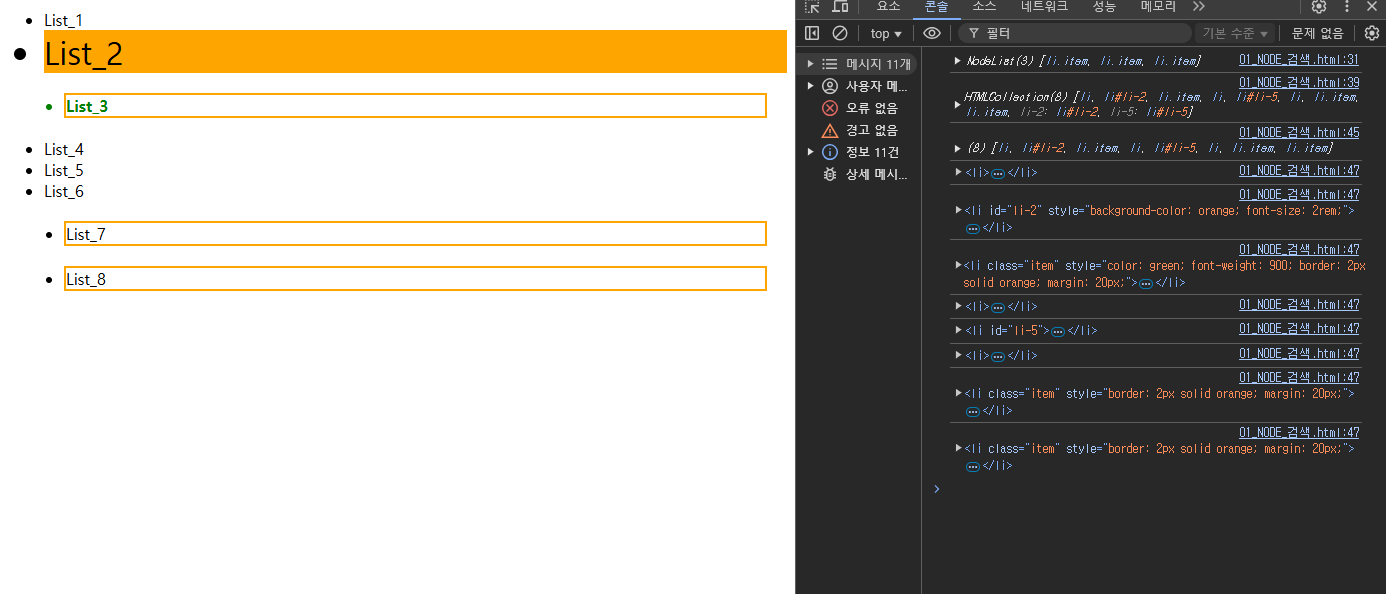 List_1
List_2
List_3
List_4
List_5
List_6
List_7
List_8
요소 콘솔 소스 네트워크 성능 메모리
top ▾ 필터 기본 수준 ▾ 문제 없음
메시지 11개
사용자 메...
오류 없음
경고 없음
정보 11건
상세 메시...
▶ NodeList(3) [li.item, li.item, li.item] 01_NODE_검색.html:31
01_NODE_검색.html:39
▶ HTMLCollection(8) [li, li#li-2, li.item, li, li#li-5, li, li.item,
li.item, li-2: li#li-2, li-5: li#li-5]
01_NODE_검색.html:45
▶ (8) [li, li#li-2, li.item, li, li#li-5, li, li.item, li.item]
▶<li>…</li> 01_NODE_검색.html:47
01_NODE_검색.html:47
▶<li id="li-2" style="background-color: orange; font-size: 2rem;">
…</li>
01_NODE_검색.html:47
▶<li class="item" style="color: green; font-weight: 900; border: 2px
solid orange; margin: 20px;">…</li>
▶<li>…</li> 01_NODE_검색.html:47
▶<li id="li-5">…</li> 01_NODE_검색.html:47
▶<li>…</li> 01_NODE_검색.html:47
01_NODE_검색.html:47
▶<li class="item" style="border: 2px solid orange; margin: 20px;">
…</li>
01_NODE_검색.html:47
▶<li class="item" style="border: 2px solid orange; margin: 20px;">
…</li>